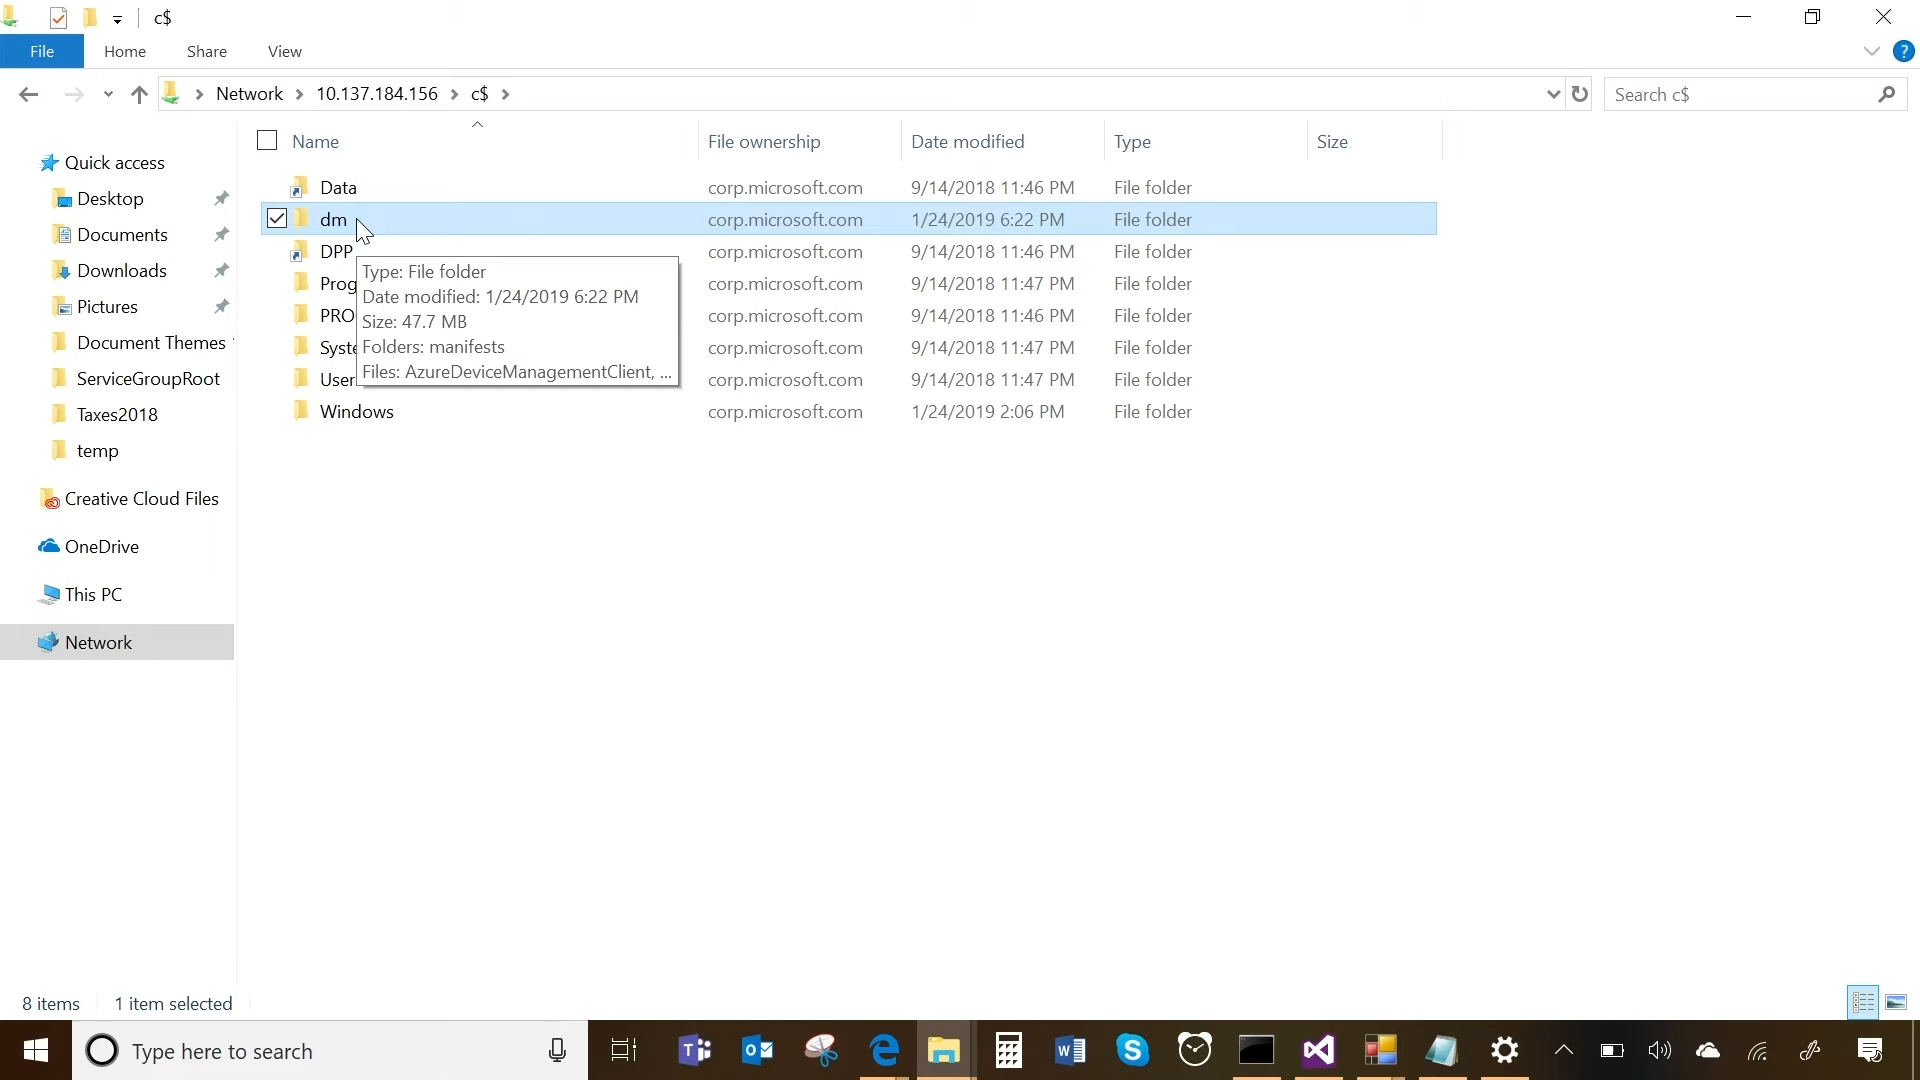 c$
File Home Share View
Network 10.137.184.156 c$
Search c$
Name File ownership Date modified Type Size
Quick access
Desktop
Documents
Downloads
Pictures
Document Themes
ServiceGroupRoot
Taxes2018
temp
Creative Cloud Files
OneDrive
This PC
Network
Data corp.microsoft.com 9/14/2018 11:46 PM File folder
dm corp.microsoft.com 1/24/2019 6:22 PM File folder
DPP corp.microsoft.com 9/14/2018 11:46 PM File folder
Prog corp.microsoft.com 9/14/2018 11:47 PM File folder
PRO corp.microsoft.com 9/14/2018 11:46 PM File folder
Syste corp.microsoft.com 9/14/2018 11:47 PM File folder
User corp.microsoft.com 9/14/2018 11:47 PM File folder
Windows corp.microsoft.com 1/24/2019 2:06 PM File folder
Type: File folder
Date modified: 1/24/2019 6:22 PM
Size: 47.7 MB
Folders: manifests
Files: AzureDeviceManagementClient, ...
8 items 1 item selected
Type here to search